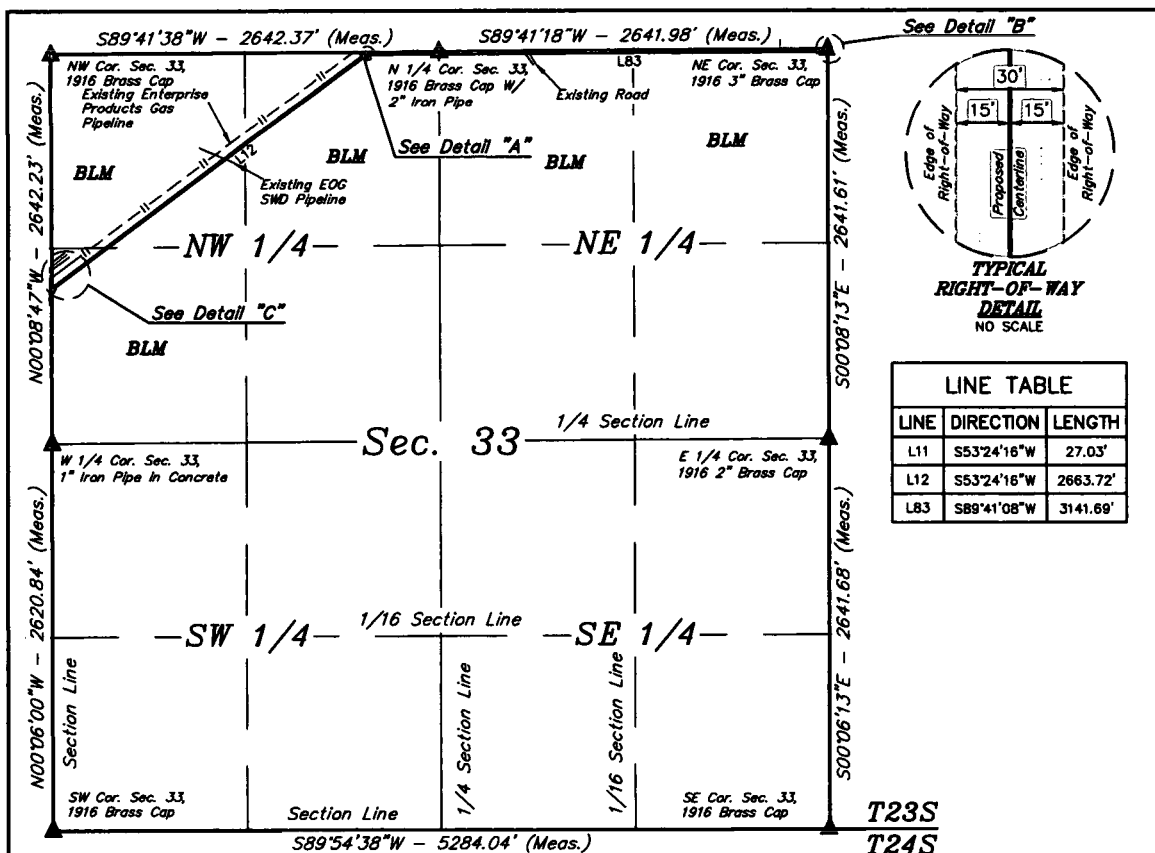 S89°41'38"W - 2642.37' (Meas.)
S89°41'18"W - 2641.98' (Meas.)
See Detail "B"
NW Cor. Sec. 33,
1916 Brass Cap
Existing Enterprise
Products Gas
Pipeline
N 1/4 Cor. Sec. 33,
1916 Brass Cap W/
2" Iron Pipe
L83
Existing Road
NE Cor. Sec. 33,
1916 3" Brass Cap
30'
15'
15'
Edge of
Right-of-Way
Proposed
Centerline
Edge of
Right-of-Way
TYPICAL
RIGHT-OF-WAY
DETAIL
NO SCALE
See Detail "A"
BLM
L12
BLM
BLM
BLM
Existing EOG
SWD Pipeline
N00°08'47"W - 2642.23' (Meas.)
NW 1/4
NE 1/4
S00°08'13"E - 2641.61' (Meas.)
See Detail "C"
BLM
LINE TABLE
LINE DIRECTION LENGTH
L11 S53°24'16"W 27.03'
L12 S53°24'16"W 2663.72'
L83 S89°41'08"W 3141.69'
Sec. 33
1/4 Section Line
W 1/4 Cor. Sec. 33,
1" Iron Pipe in Concrete
E 1/4 Cor. Sec. 33,
1916 2" Brass Cap
N00°06'00"W - 2620.84' (Meas.)
Section Line
SW 1/4
1/16 Section Line
SE 1/4
1/4 Section Line
1/16 Section Line
S00°06'13"E - 2641.68' (Meas.)
SW Cor. Sec. 33,
1916 Brass Cap
Section Line
SE Cor. Sec. 33,
1916 Brass Cap
T23S
T24S
S89°54'38"W - 5284.04' (Meas.)